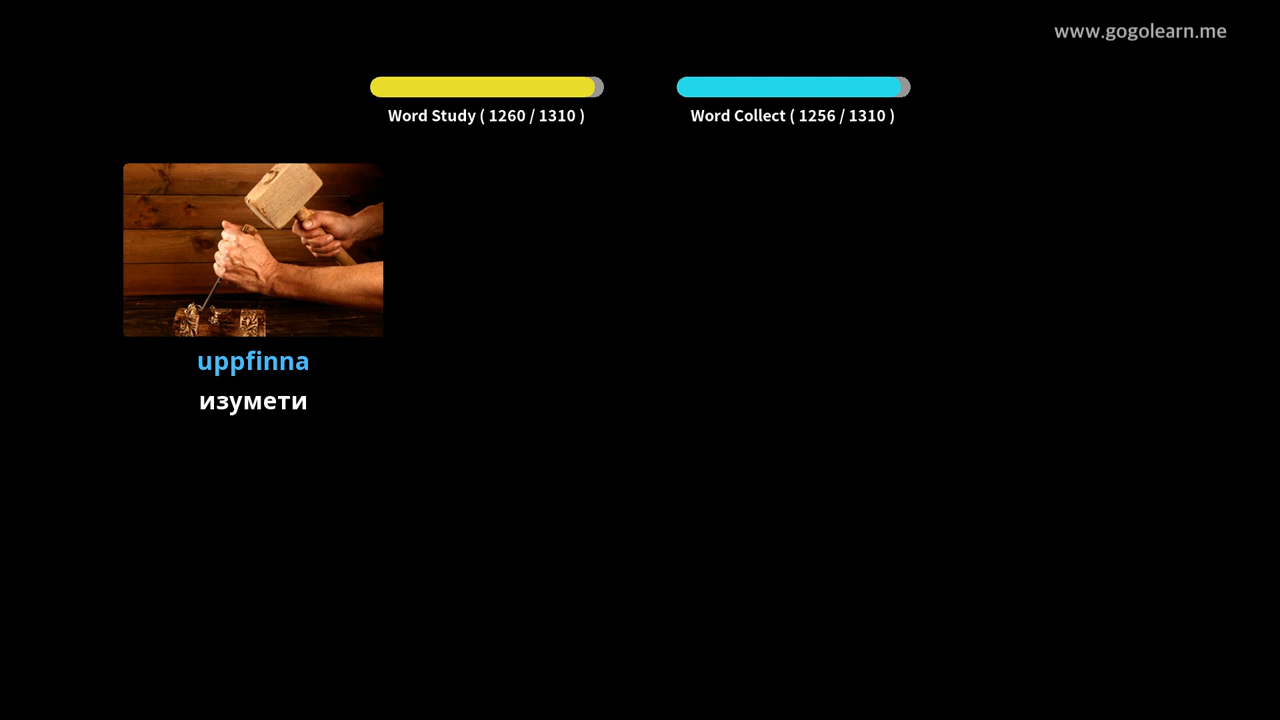 www.gogolearn.me
Word Study ( 1260 / 1310 )
Word Collect ( 1256 / 1310 )
uppfinna
изумети